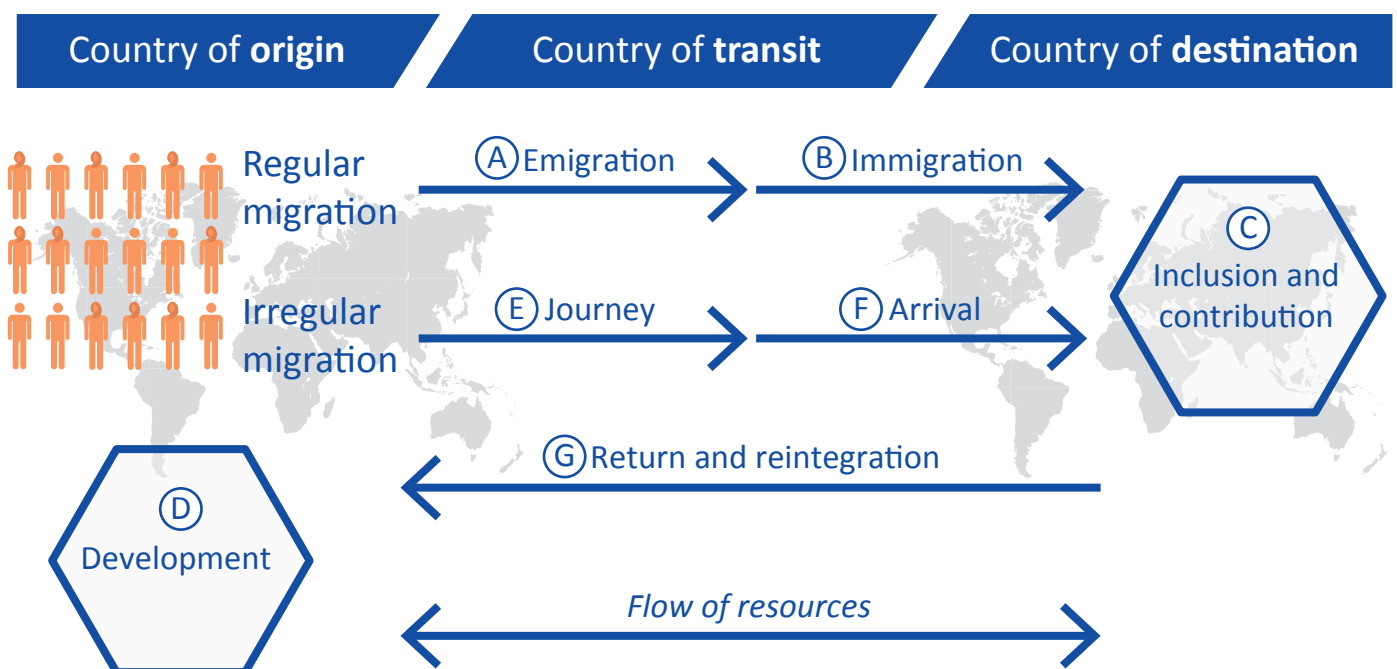 Country of origin
Country of transit
Country of destination
Regular
migration
A Emigration
B Immigration
C
Inclusion and
contribution
Irregular
migration
E Journey
F Arrival
G Return and reintegration
D
Development
Flow of resources